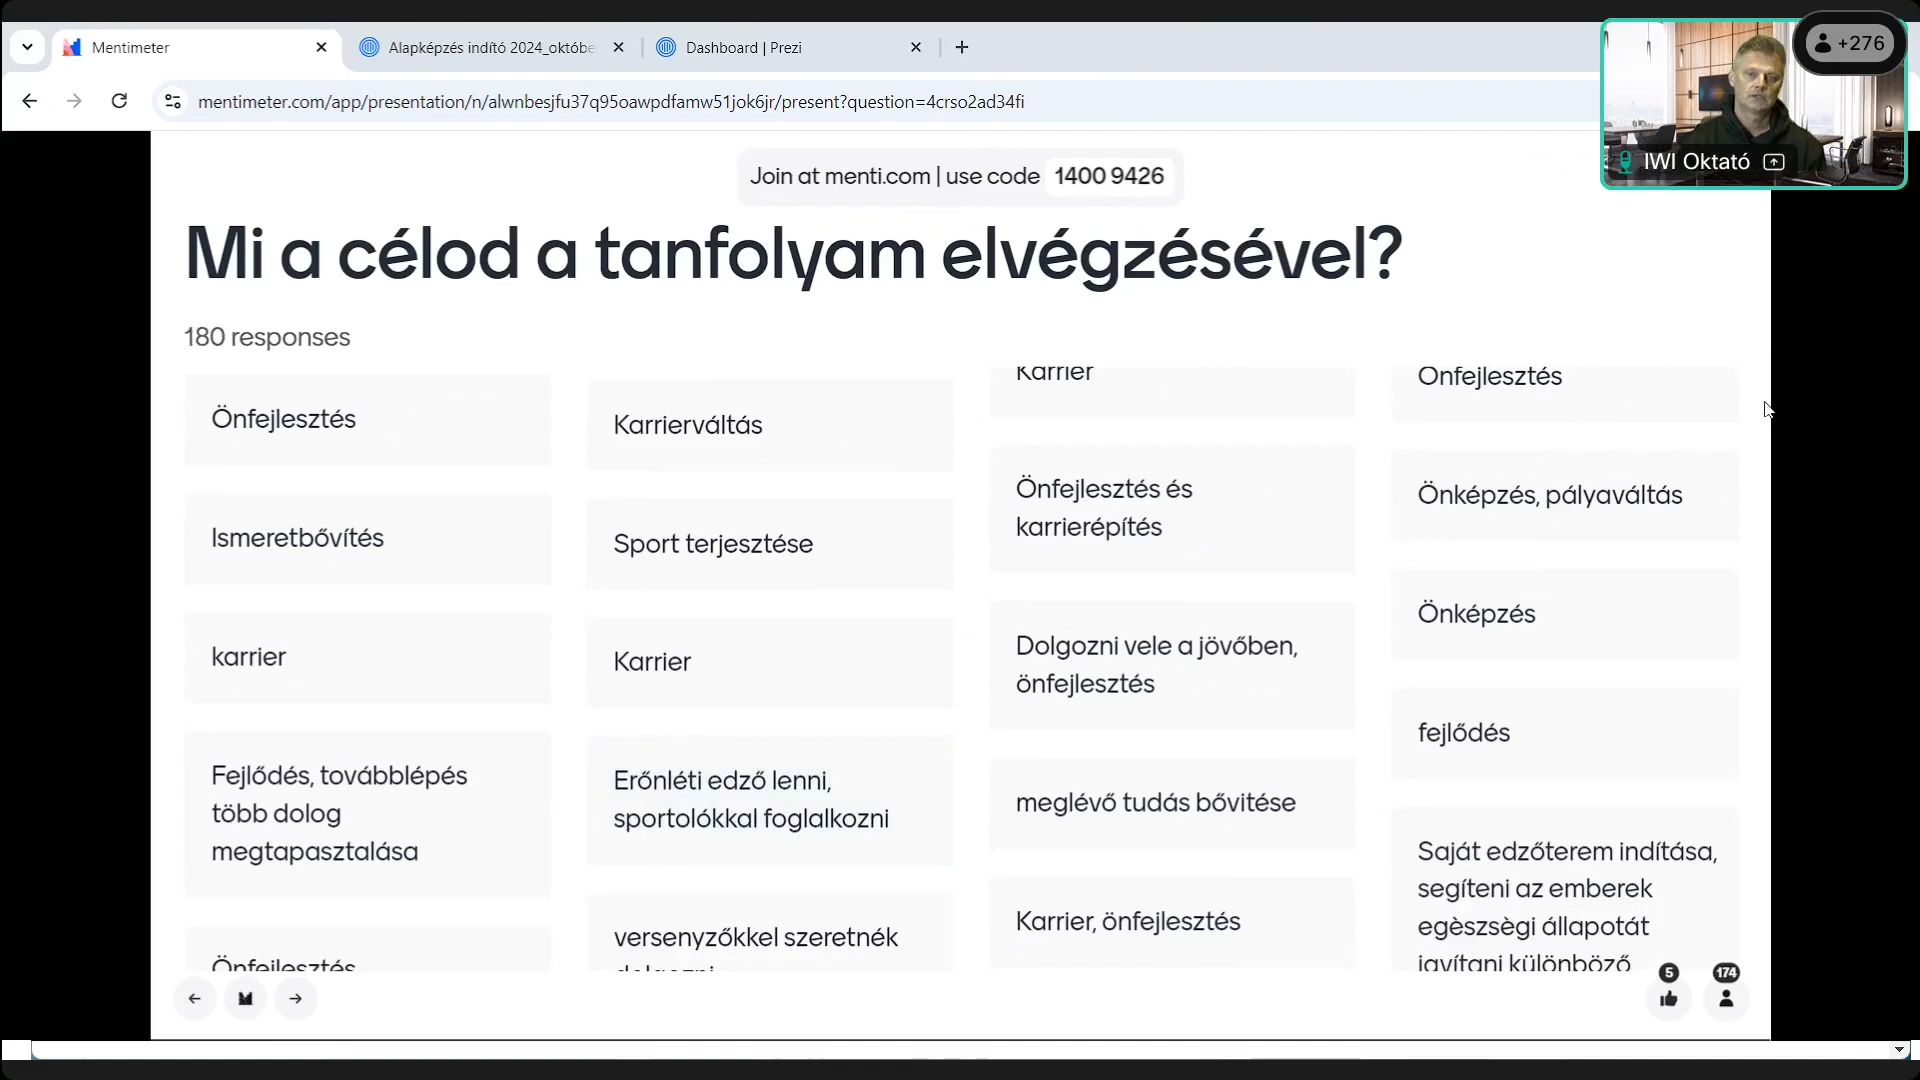 Mentimeter
Alapképzés indító 2024_októbe
Dashboard | Prezi
+276
mentimeter.com/app/presentation/n/alwnbesjfu37q95oawpdfamw51jok6jr/present?question=4crso2ad34fi
IWI Oktató
Join at menti.com | use code 1400 9426
Mi a célod a tanfolyam elvégzésével?
180 responses
Önfejlesztés
Ismeretbővítés
karrier
Fejlődés, továbblépés
több dolog
megtapasztalása
Önfejlesztés
Karrierváltás
Sport terjesztése
Karrier
Erőnléti edző lenni,
sportolókkal foglalkozni
versenyzőkkel szeretnék
dolgozni
Karrier
Önfejlesztés és
karrierépítés
Dolgozni vele a jövőben,
önfejlesztés
meglévő tudás bővitése
Karrier, önfejlesztés
Önfejlesztés
Önképzés, pályaváltás
Önképzés
fejlődés
Saját edzőterem indítása,
segíteni az emberek
egèszsègi állapotát
javítani különböző
5
174